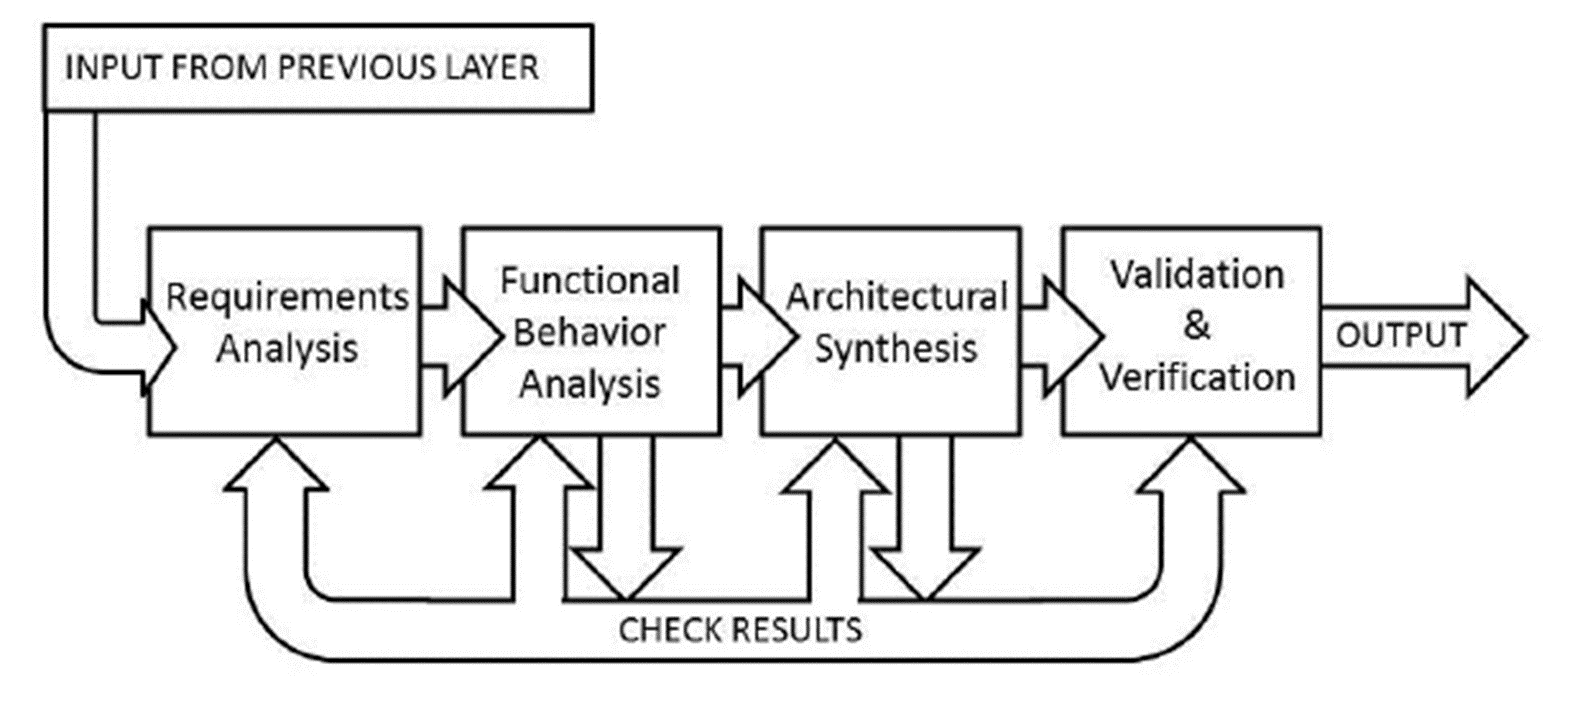 INPUT FROM PREVIOUS LAYER
Requirements
Analysis
Functional
Behavior
Analysis
Architectural
Synthesis
Validation
&
Verification
OUTPUT
CHECK RESULTS